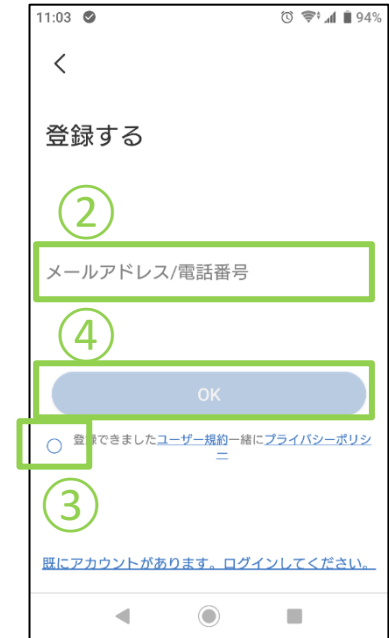 11:03 94%
登録する
②
メールアドレス/電話番号
④
OK
登録できましたユーザー規約一緒にプライバシーポリシ
ー
③
既にアカウントがあります。ログインしてください。